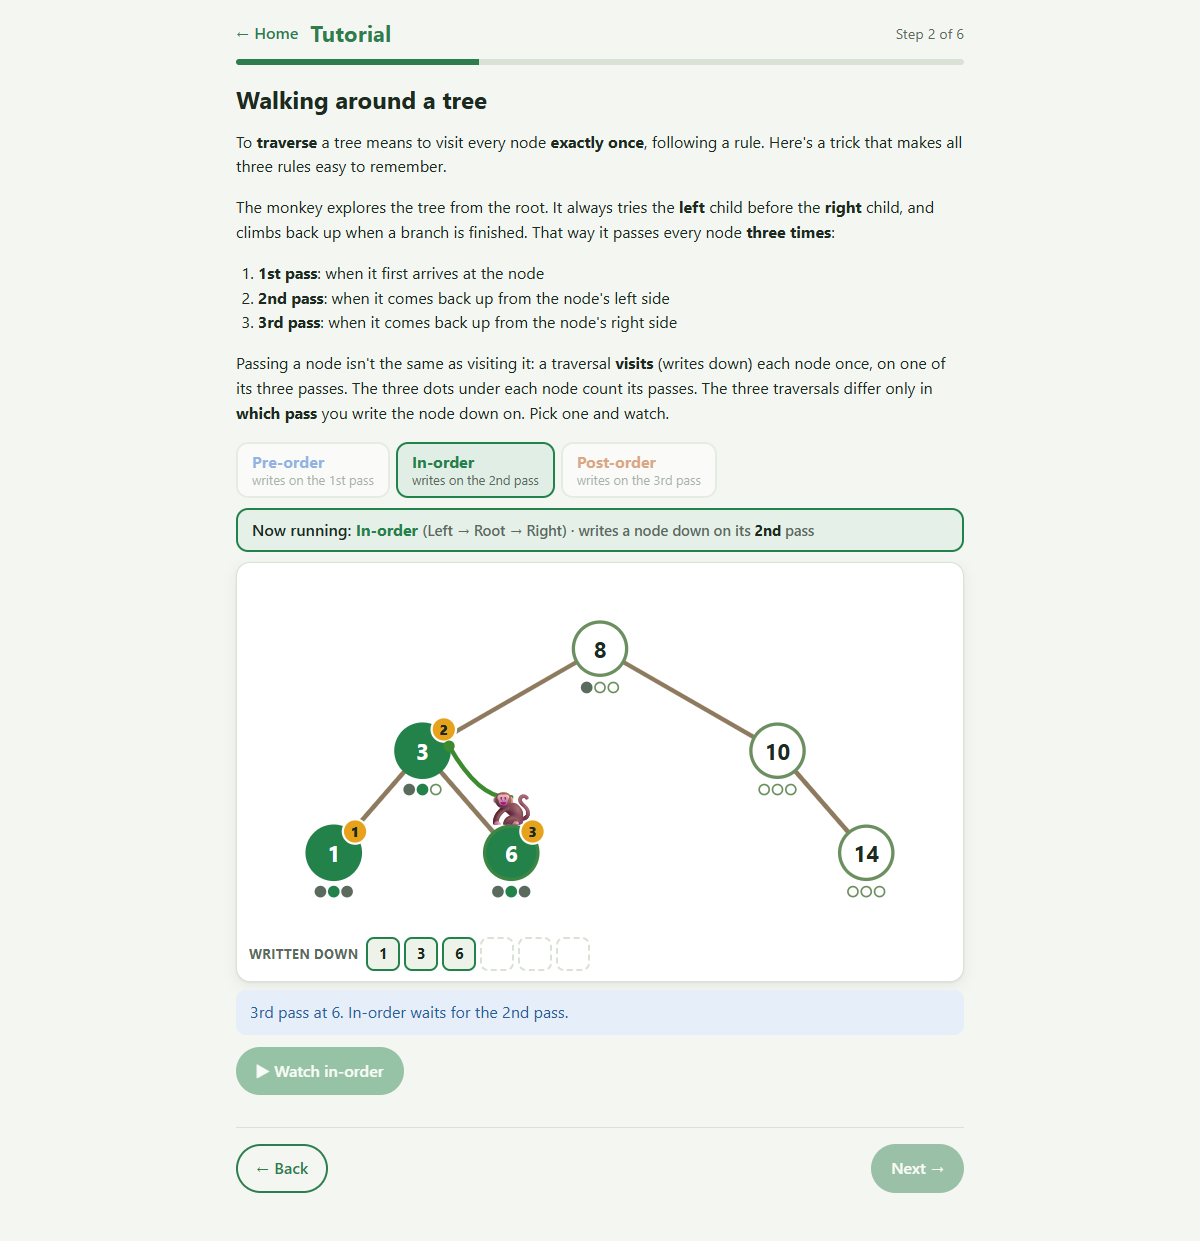 ← Home Tutorial
Step 2 of 6
Walking around a tree
To traverse a tree means to visit every node exactly once, following a rule. Here's a trick that makes all
three rules easy to remember.
The monkey explores the tree from the root. It always tries the left child before the right child, and
climbs back up when a branch is finished. That way it passes every node three times:
1. 1st pass: when it first arrives at the node
2. 2nd pass: when it comes back up from the node's left side
3. 3rd pass: when it comes back up from the node's right side
Passing a node isn't the same as visiting it: a traversal visits (writes down) each node once, on one of
its three passes. The three dots under each node count its passes. The three traversals differ only in
which pass you write the node down on. Pick one and watch.
Pre-order
writes on the 1st pass
In-order
writes on the 2nd pass
Post-order
writes on the 3rd pass
Now running: In-order (Left → Root → Right) · writes a node down on its 2nd pass
8
2
3
10
1
1
3
6
14
WRITTEN DOWN 1 3 6
3rd pass at 6. In-order waits for the 2nd pass.
▶ Watch in-order
← Back
Next →